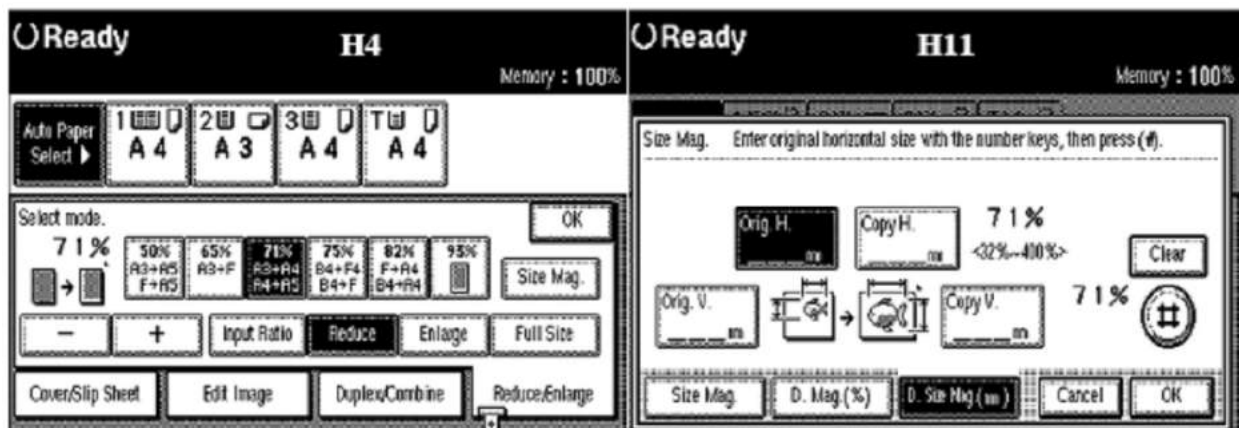 Ready
H4
Memory : 100%
Auto Paper
Select
1
A 4
2
A 3
3
A 4
T
A 4
Select mode.
OK
71%
50%
A3→A5
F→A5
65%
A3→F
71%
A3→A4
A4→A5
75%
B4→F4
B4→F
82%
F→A4
B4→A4
93%
Size Mag.
−
+
Input Ratio
Reduce
Enlarge
Full Size
Cover/Slip Sheet
Edit Image
Duplex/Combine
Reduce/Enlarge
Ready
H11
Memory : 100%
Size Mag. Enter original horizontal size with the number keys, then press (#).
Orig. H.
mm
Copy H.
mm
71%
<32%~400%>
Clear
Orig. V.
mm
Copy V.
mm
71%
#
Size Mag.
D. Mag.(%)
D. Size Mag.(mm)
Cancel
OK